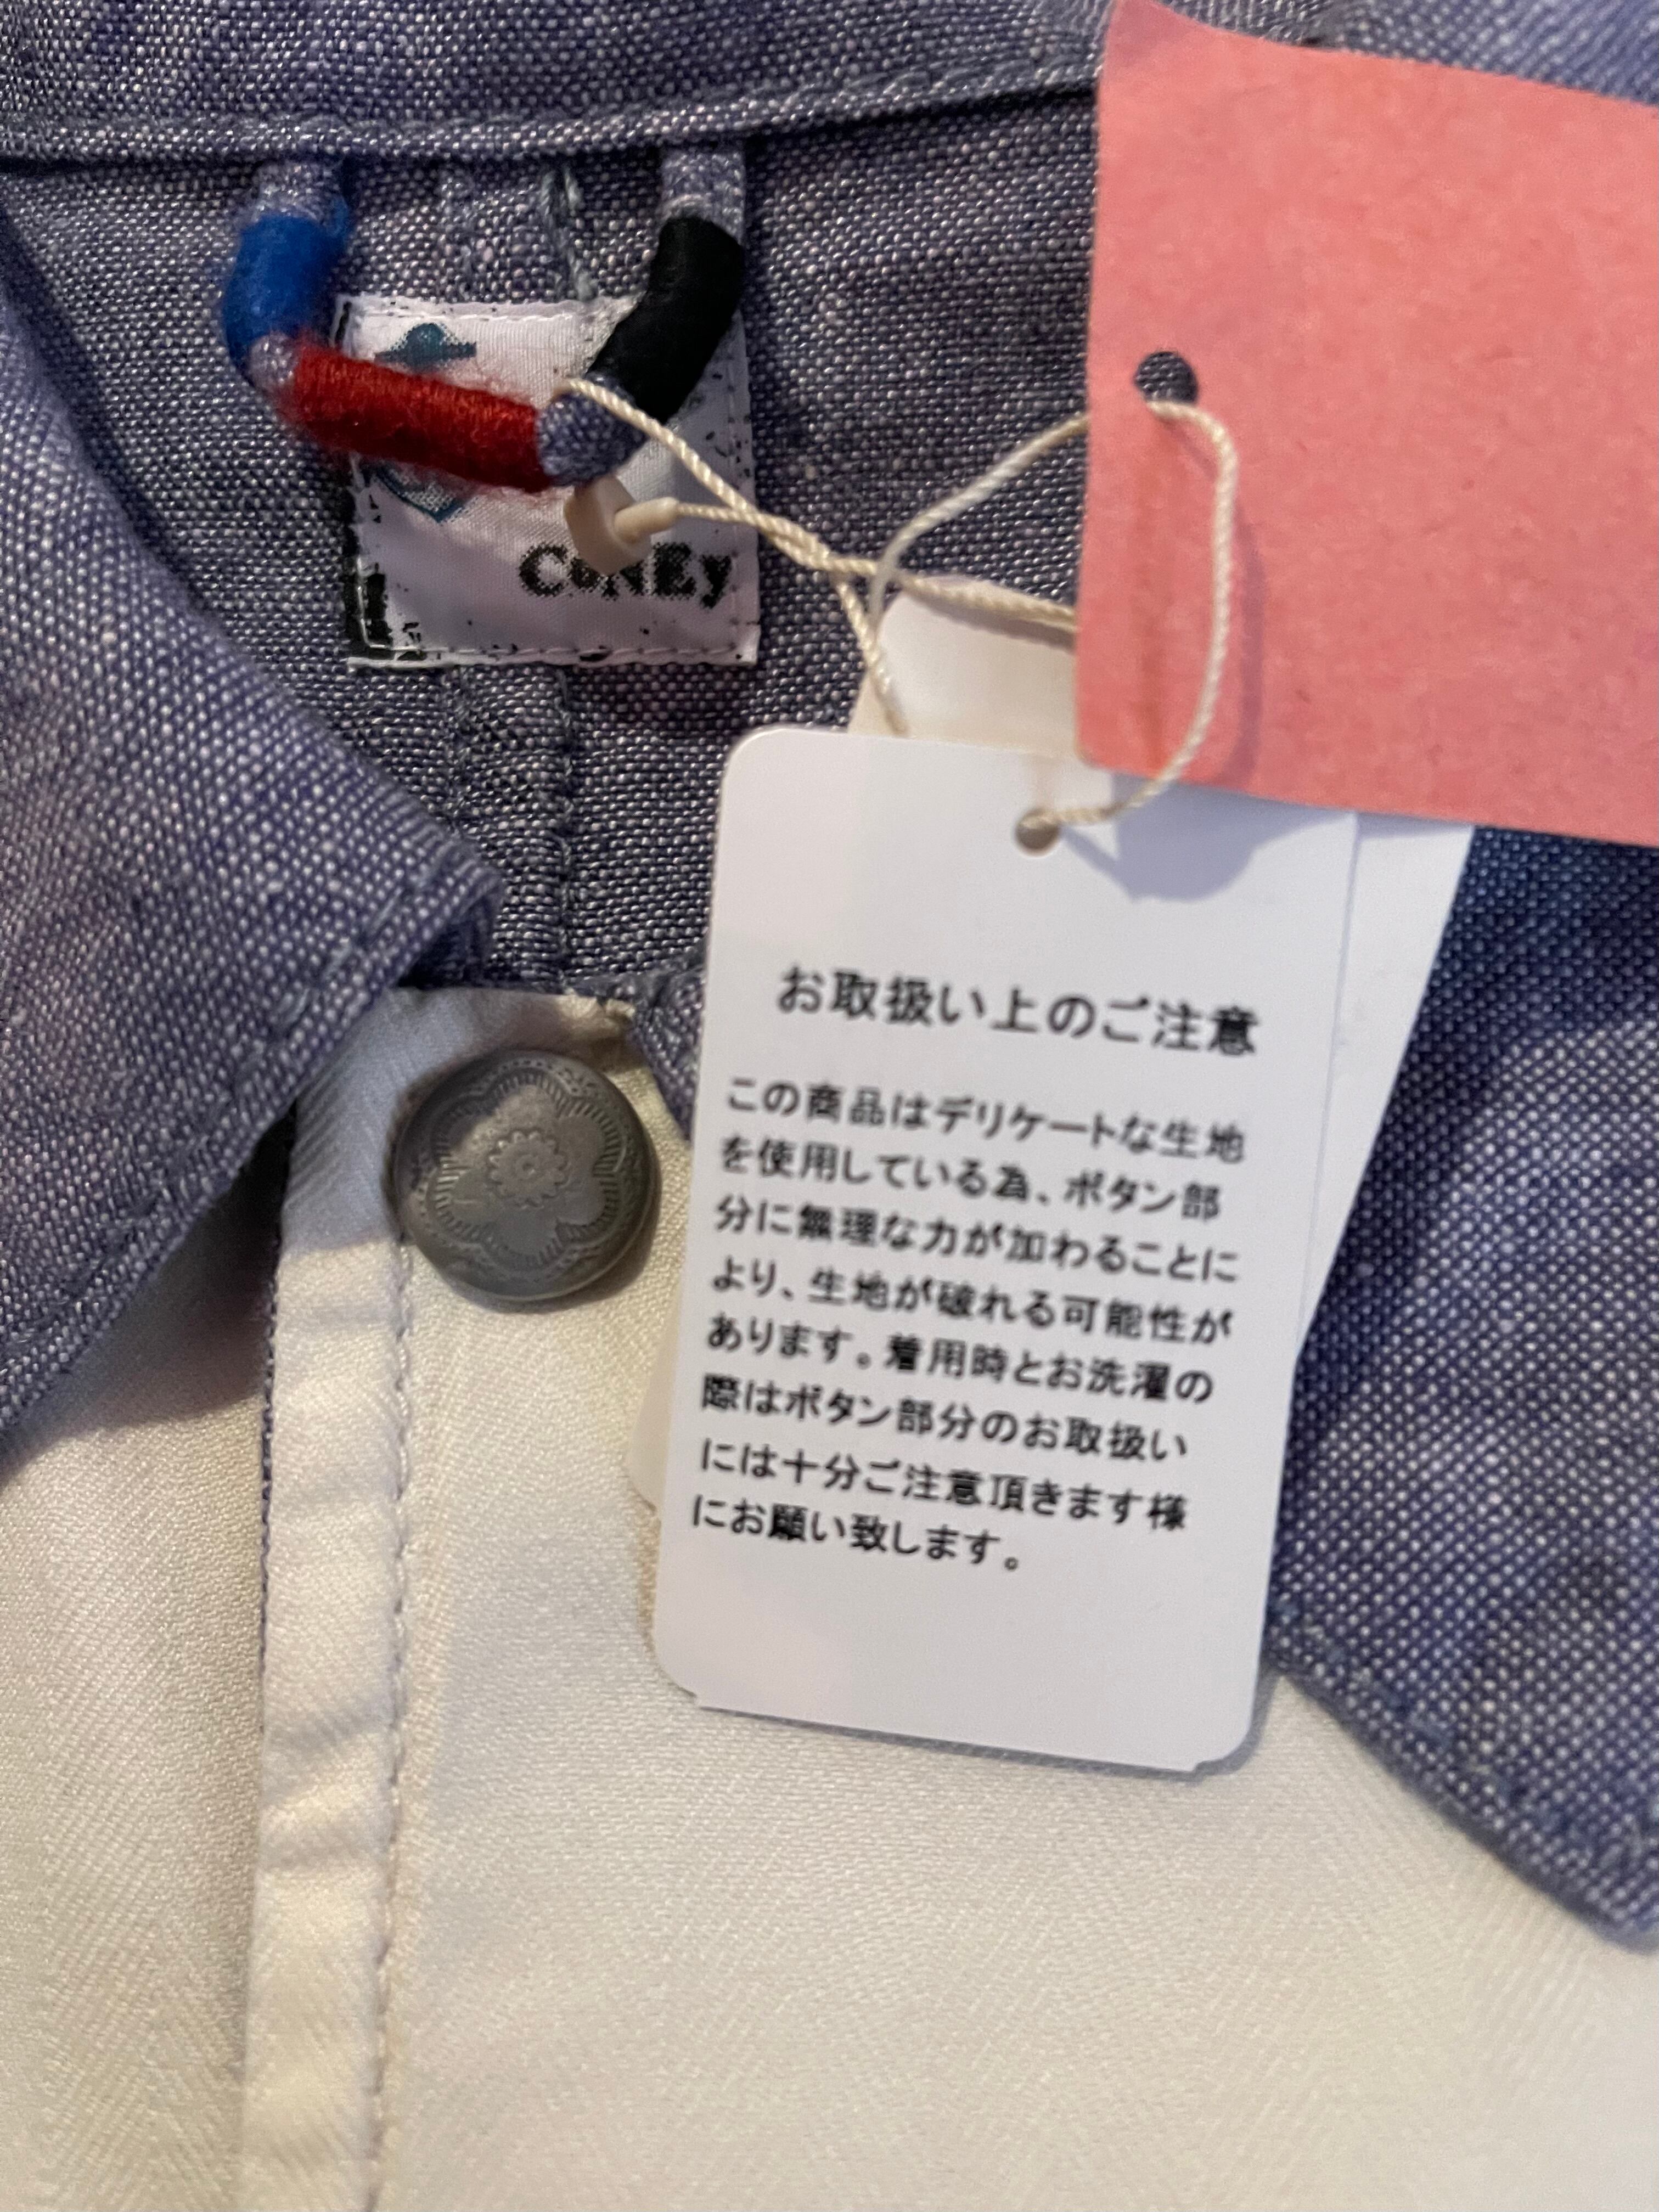 CoNEy
お取扱い上のご注意
この商品はデリケートな生地
を使用している為、ボタン部
分に無理な力が加わることに
より、生地が破れる可能性が
あります。着用時とお洗濯の
際はボタン部分のお取扱い
には十分ご注意頂きます様
にお願い致します。